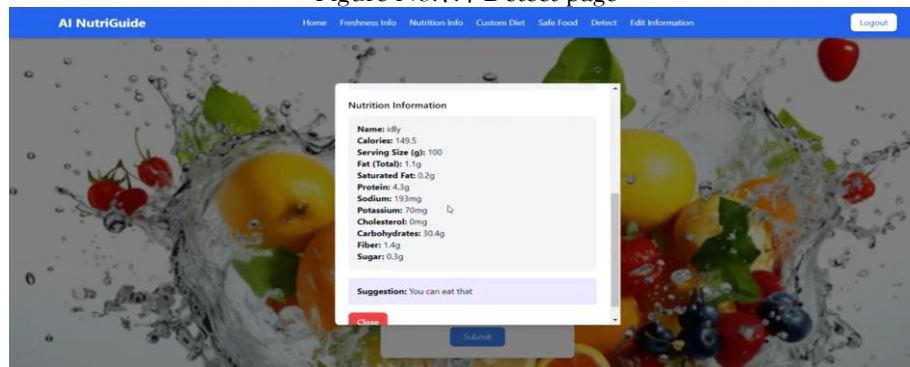 Figure No.7.4 Detect page
AI NutriGuide
Home Freshness Info Nutrition Info Custom Diet Safe Food Detect Edit Information
Logout
Nutrition Information
Name: idly
Calories: 149.5
Serving Size (g): 100
Fat (Total): 1.1g
Saturated Fat: 0.2g
Protein: 4.3g
Sodium: 193mg
Potassium: 70mg
Cholesterol: 0mg
Carbohydrates: 30.4g
Fiber: 1.4g
Sugar: 0.3g
Suggestion: You can eat that
Close
Submit